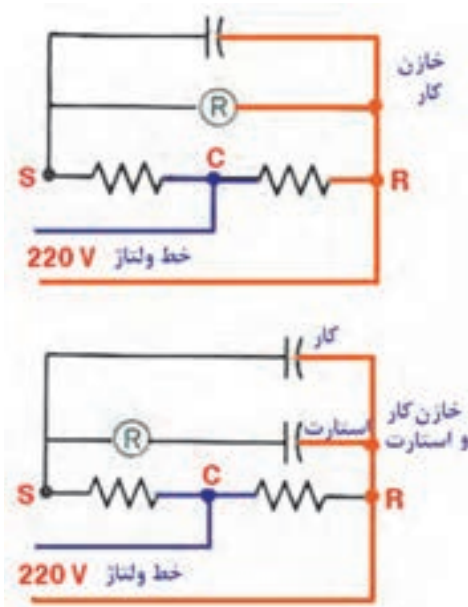 خازن
کار
R
C
S
R
220 V خط ولتاژ
کار
خازن کار
و استارت
استارت
R
C
S
R
220 V خط ولتاژ